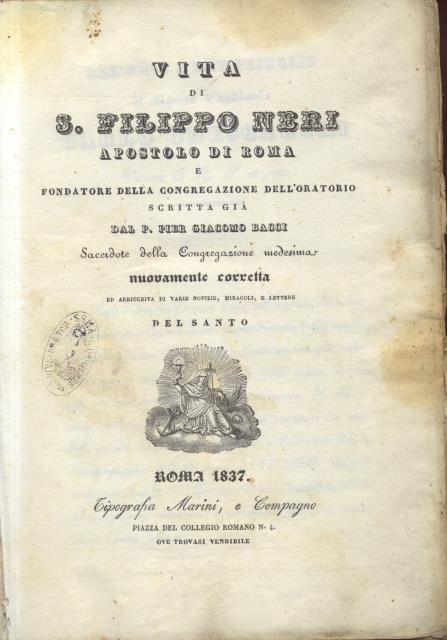 VITA
DI
S. FILIPPO NERI
APOSTOLO DI ROMA
E
FONDATORE DELLA CONGREGAZIONE DELL'ORATORIO
SCRITTA GIÀ
DAL P. PIER GIACOMO BACCI
Sacerdote della Congregazione medesima
nuovamente corretta
ED ARRICCHITA DI VARIE NOTIZIE, MIRACOLI, E LETTERE
DEL SANTO
ROMA 1837.
Tipografia Marini, e Compagno
PIAZZA DEL COLLEGIO ROMANO N. 4.
OVE TROVASI VENDIBILE